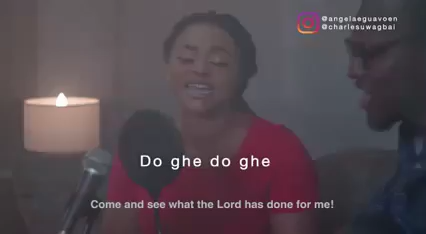 @angelaeguavoen
@charlesuwagbai
Do ghe do ghe
Come and see what the Lord has done for me!